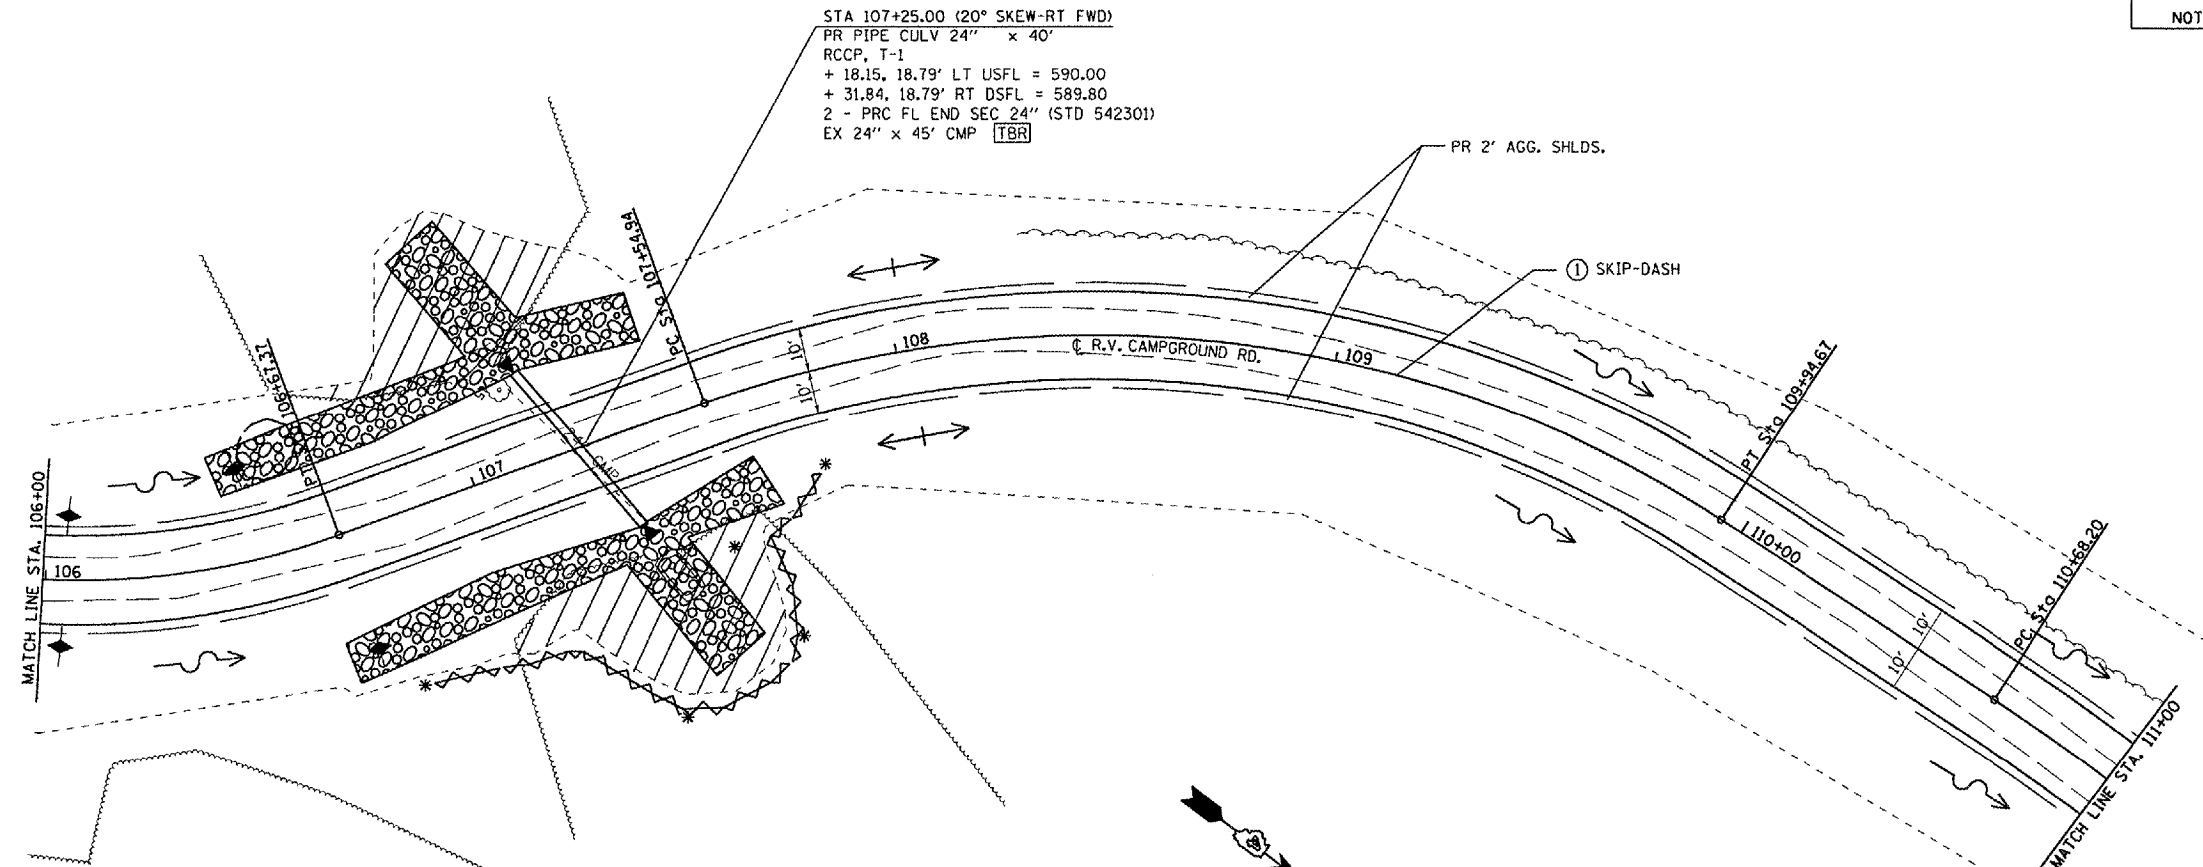 NOT
STA 107+25.00 (20° SKEW-RT FWD)
PR PIPE CULV 24" x 40'
RCCP, T-1
+ 18.15, 18.79' LT USFL = 590.00
+ 31.84, 18.79' RT DSFL = 589.80
2 - PRC FL END SEC 24" (STD 542301)
EX 24" x 45' CMP TBR
PR 2' AGG. SHLDS.
① SKIP-DASH
PC Sta 107+54.94
106+67.37
10'
10'
108
℄ R.V. CAMPGROUND RD.
109
PT Sta 109+94.67
107
CMP
MATCH LINE STA. 106+00
106
110+00
PC Sta 110+68.20
10'
10'
MATCH LINE STA. 111+00